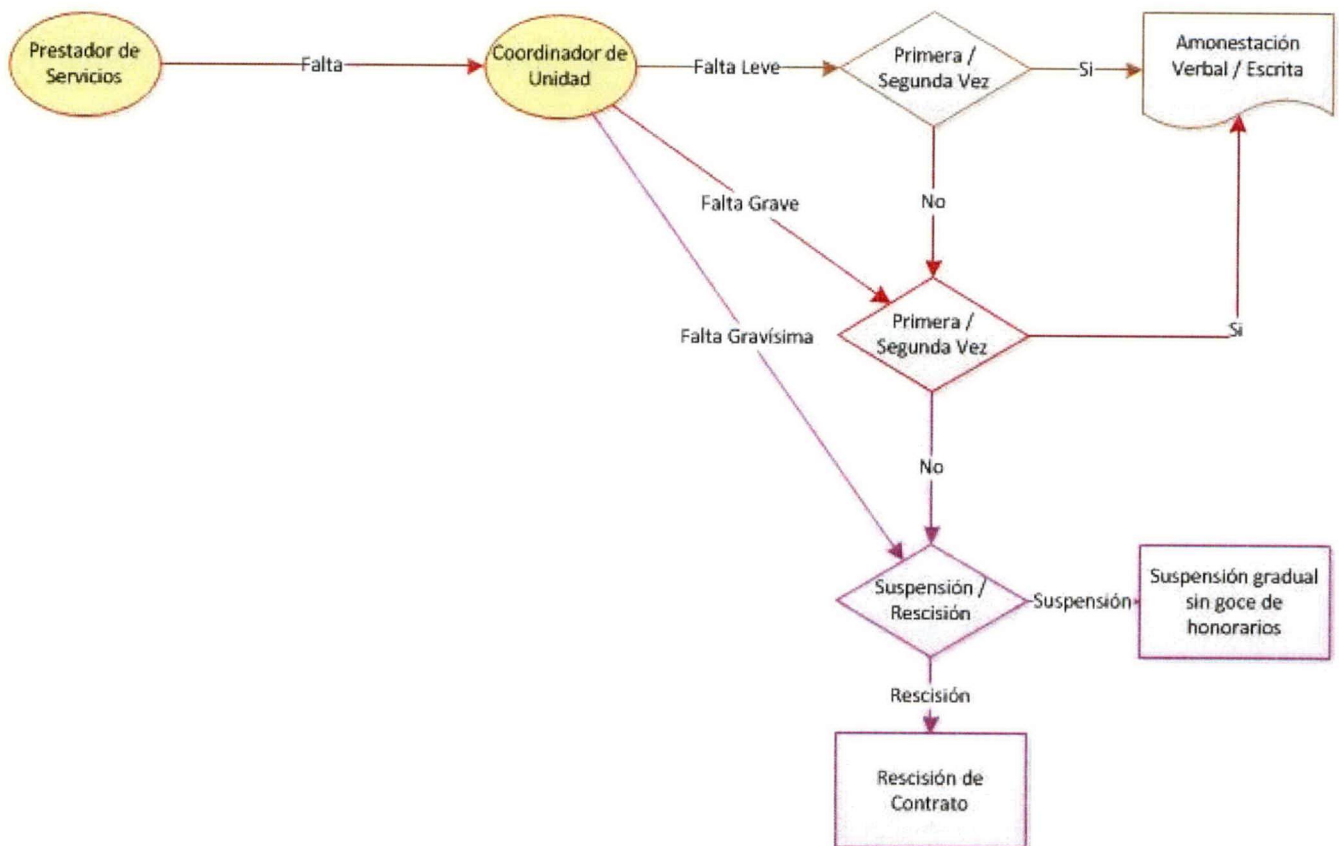 Prestador de
Servicios
Falta
Coordinador de
Unidad
Falta Leve
Primera /
Segunda Vez
Si
Amonestación
Verbal / Escrita
Falta Grave
No
Falta Gravísima
Primera /
Segunda Vez
Si
No
Suspensión /
Rescisión
Suspensión
Suspensión gradual
sin goce de
honorarios
Rescisión
Rescisión de
Contrato